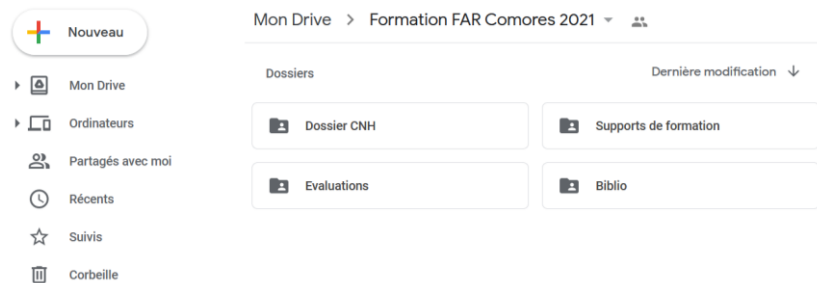 Nouveau
Mon Drive
Ordinateurs
Partagés avec moi
Récents
Suivis
Corbeille
Mon Drive > Formation FAR Comores 2021
Dossiers
Dernière modification
Dossier CNH
Supports de formation
Evaluations
Biblio